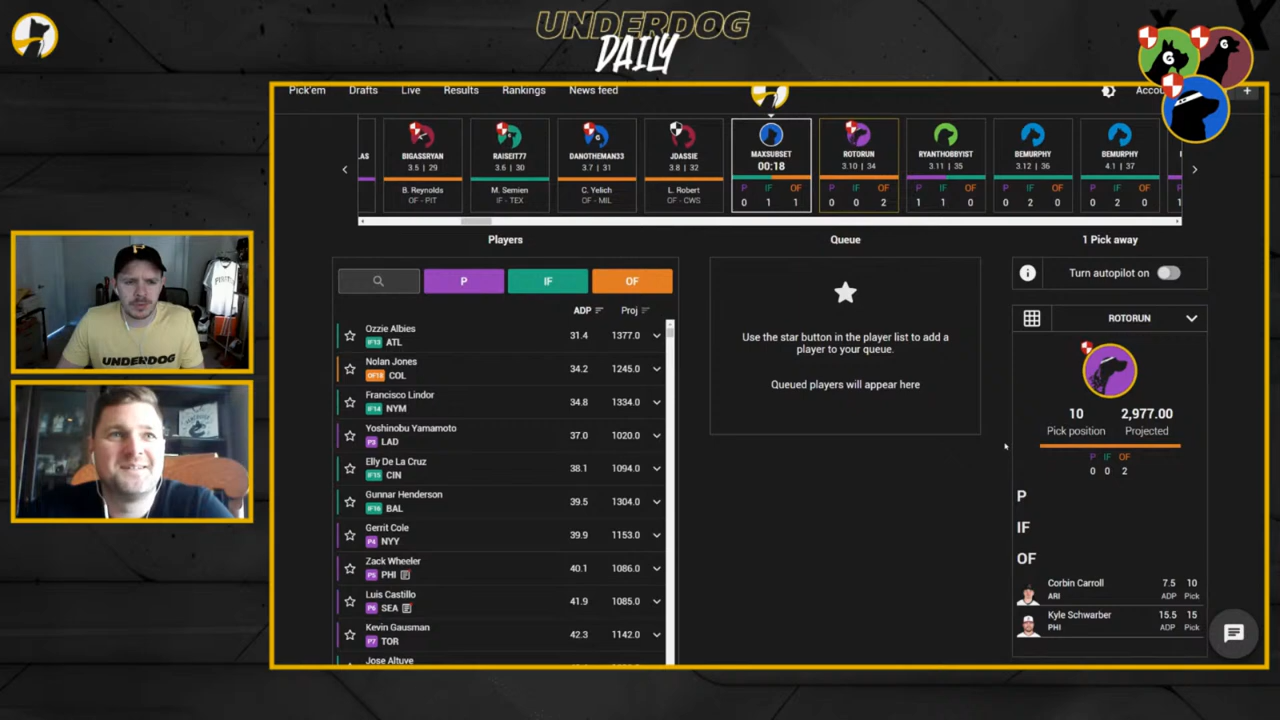 UNDERDOG
DAILY
Pick'em Drafts Live Results Rankings News feed
LAS
BIGASSRYAN
3.5 | 29
B. Reynolds
OF - PIT
RAISEIT77
3.6 | 30
M. Semien
IF - TEX
DANOTHEMAN33
3.7 | 31
C. Yelich
OF - MIL
JDASSIE
3.8 | 32
L. Robert
OF - CWS
MAXSUBSET
00:18
P IF OF
0 1 1
ROTORUN
3.10 | 34
P IF OF
0 0 2
RYANTHOBBYIST
3.11 | 35
P IF OF
1 1 0
BEMURPHY
3.12 | 36
P IF OF
0 2 0
BEMURPHY
4.1 | 37
P IF OF
0 2 0
Players
Queue
1 Pick away
P IF OF
ADP Proj
Ozzie Albies
IF13 ATL
31.4 1377.0
Nolan Jones
COL
34.2 1245.0
Francisco Lindor
IF14 NYM
34.8 1334.0
Yoshinobu Yamamoto
P3 LAD
37.0 1020.0
Elly De La Cruz
IF15 CIN
38.1 1094.0
Gunnar Henderson
IF16 BAL
39.5 1304.0
Gerrit Cole
P4 NYY
39.9 1153.0
Zack Wheeler
P5 PHI
40.1 1086.0
Luis Castillo
P6 SEA
41.9 1085.0
Kevin Gausman
P7 TOR
42.3 1142.0
Jose Altuve
Use the star button in the player list to add a
player to your queue.
Queued players will appear here
Turn autopilot on
ROTORUN
10 2,977.00
Pick position Projected
P IF OF
0 0 2
P
IF
OF
Corbin Carroll 7.5 10
ARI ADP Pick
Kyle Schwarber 15.5 15
PHI ADP Pick
UNDERDOG